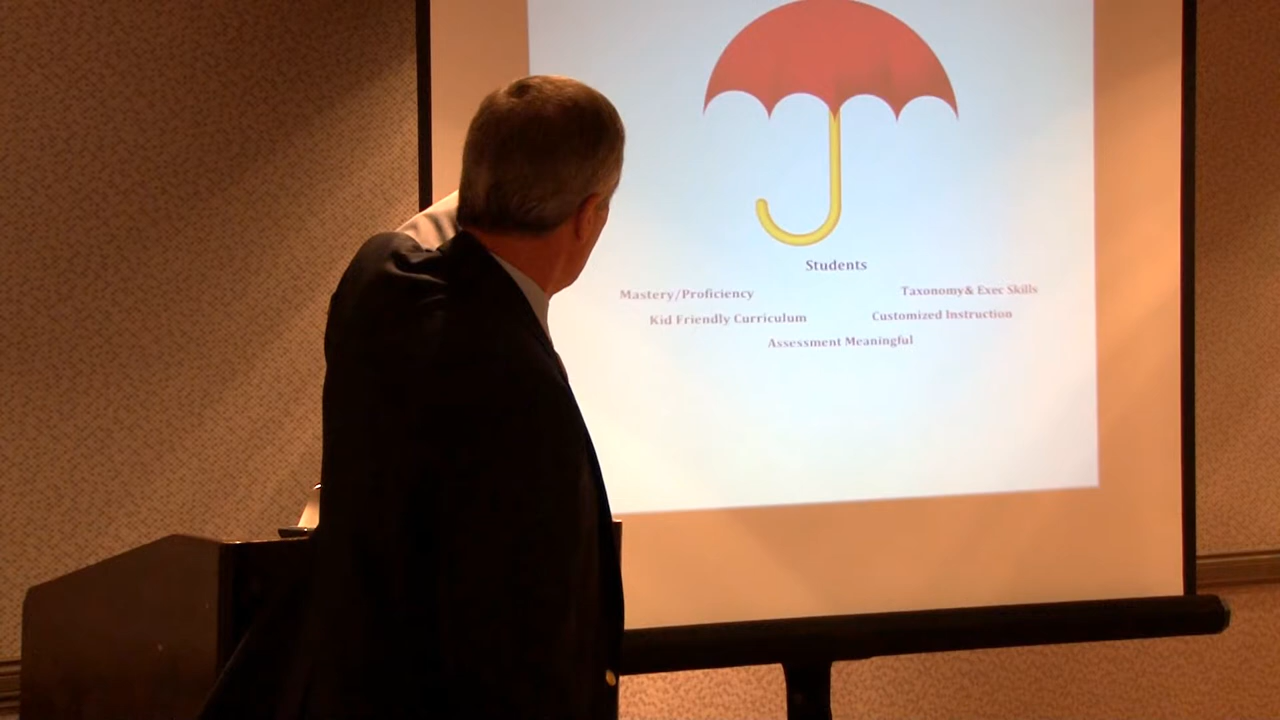 Students
Mastery/Proficiency
Taxonomy& Exec Skills
Kid Friendly Curriculum
Customized Instruction
Assessment Meaningful